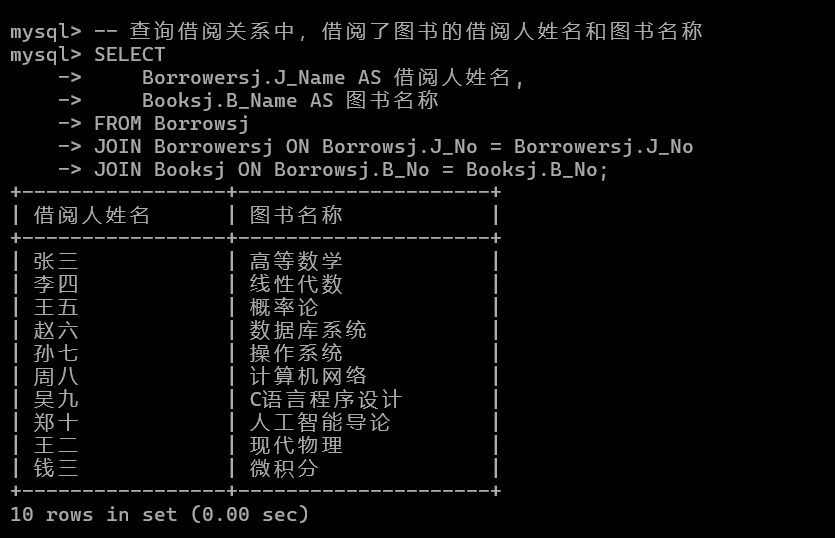 mysql> -- 查询借阅关系中，借阅了图书的借阅人姓名和图书名称
mysql> SELECT
    ->     Borrowersj.J_Name AS 借阅人姓名,
    ->     Booksj.B_Name AS 图书名称
    -> FROM Borrowsj
    -> JOIN Borrowersj ON Borrowsj.J_No = Borrowersj.J_No
    -> JOIN Booksj ON Borrowsj.B_No = Booksj.B_No;
+-----------------+---------------------+
| 借阅人姓名 | 图书名称 |
+-----------------+---------------------+
| 张三 | 高等数学 |
| 李四 | 线性代数 |
| 王五 | 概率论 |
| 赵六 | 数据库系统 |
| 孙七 | 操作系统 |
| 周八 | 计算机网络 |
| 吴九 | C语言程序设计 |
| 郑十 | 人工智能导论 |
| 王二 | 现代物理 |
| 钱三 | 微积分 |
+-----------------+---------------------+
10 rows in set (0.00 sec)